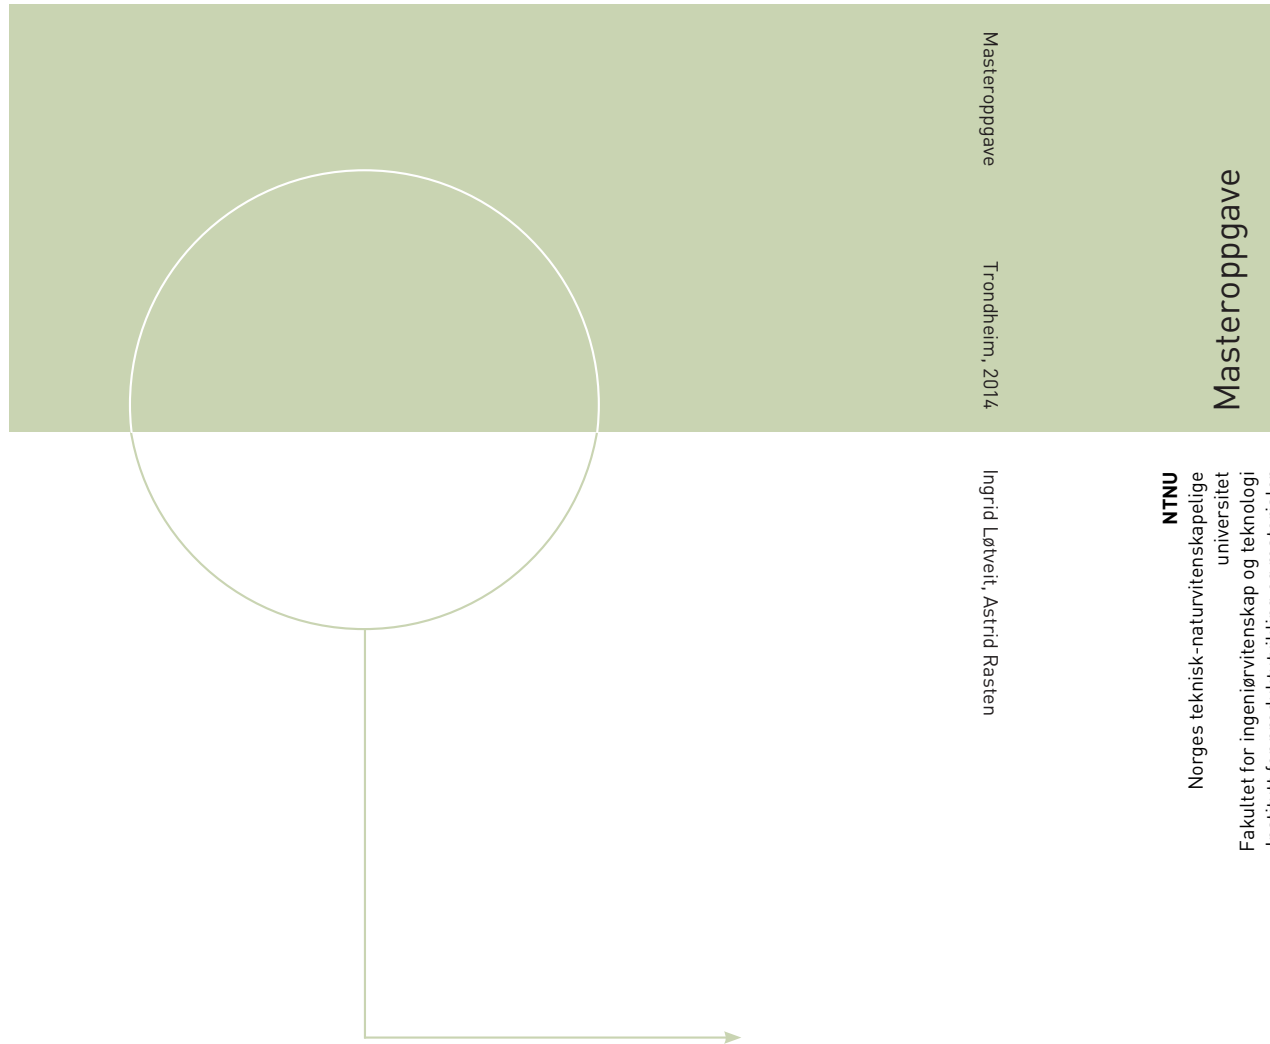 Masteroppgave
Trondheim, 2014
Ingrid Løtveit, Astrid Rasten
Masteroppgave
NTNU
Norges teknisk-naturvitenskapelige
universitet
Fakultet for ingeniørvitenskap og teknologi